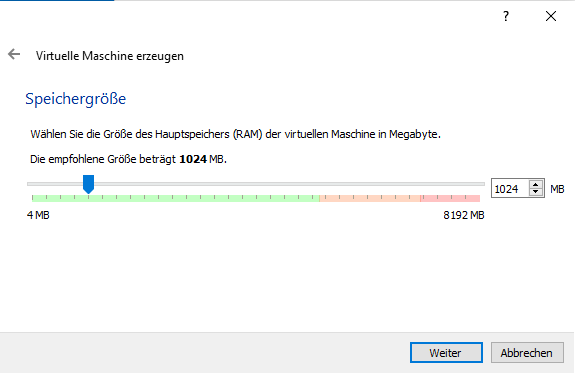 ?
Virtuelle Maschine erzeugen
Speichergröße
Wählen Sie die Größe des Hauptspeichers (RAM) der virtuellen Maschine in Megabyte.
Die empfohlene Größe beträgt 1024 MB.
1024 MB
4 MB 8192 MB
Weiter Abbrechen